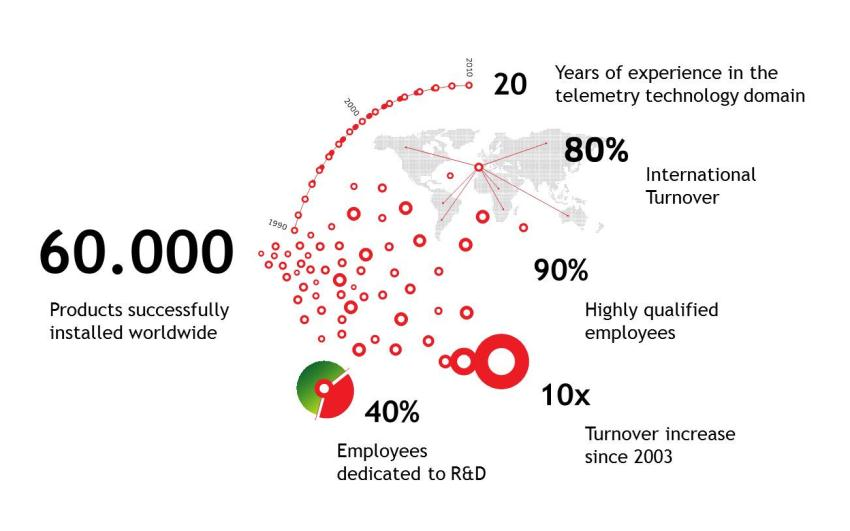 2010
20
Years of experience in the
telemetry technology domain
2000
80%
International
Turnover
1990
60.000
Products successfully
installed worldwide
90%
Highly qualified
employees
10x
Turnover increase
since 2003
40%
Employees
dedicated to R&D